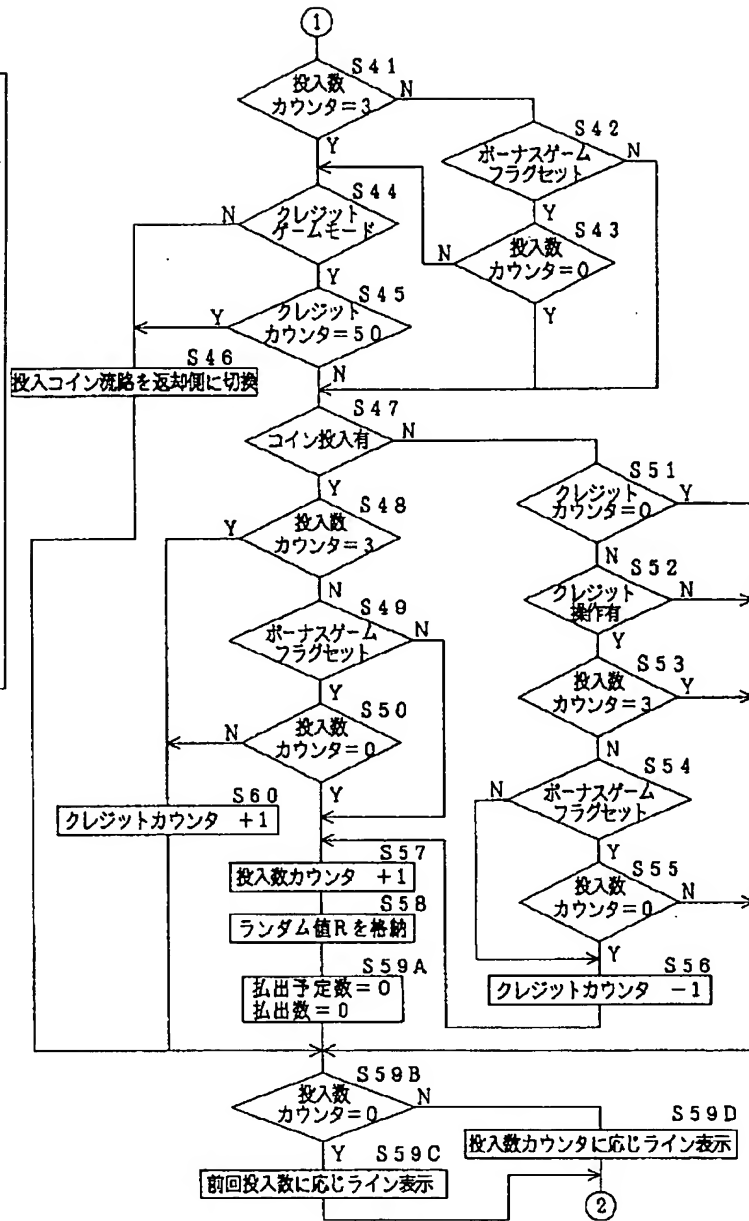 1
S41
投入数
カウンタ=3
N
Y
S42
ボーナスゲーム
フラグセット
N
Y
S43
投入数
カウンタ=0
N
Y
S44
クレジット
ゲームモード
N
Y
S45
クレジット
カウンタ=50
Y
N
S46
投入コイン流路を返却側に切換
S47
コイン投入有
N
Y
S48
投入数
カウンタ=3
Y
N
S49
ボーナスゲーム
フラグセット
N
Y
S50
投入数
カウンタ=0
N
Y
S60
クレジットカウンタ +1
S51
クレジット
カウンタ=0
Y
N
S52
クレジット
操作有
N
Y
S53
投入数
カウンタ=3
Y
N
S54
ボーナスゲーム
フラグセット
N
Y
S55
投入数
カウンタ=0
N
Y
S56
クレジットカウンタ -1
S57
投入数カウンタ +1
S58
ランダム値Rを格納
S59A
払出予定数=0
払出数=0
S59B
投入数
カウンタ=0
N
Y
S59C
前回投入数に応じライン表示
S59D
投入数カウンタに応じライン表示
2